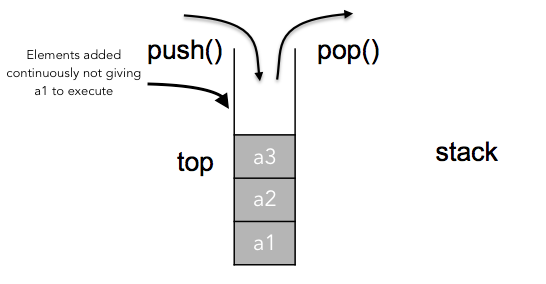 Elements added
continuously not giving
a1 to execute
push()
pop()
top
stack
a3
a2
a1